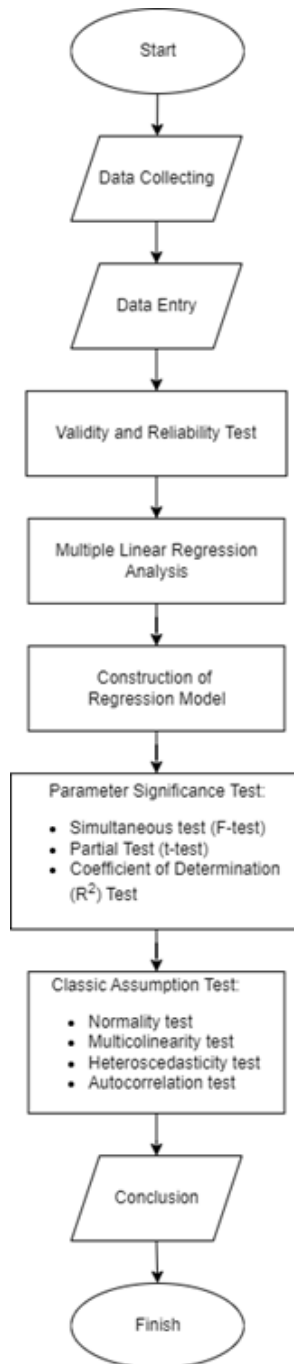 Start
Data Collecting
Data Entry
Validity and Reliability Test
Multiple Linear Regression
Analysis
Construction of
Regression Model
Parameter Significance Test:
• Simultaneous test (F-test)
• Partial Test (t-test)
• Coefficient of Determination
(R²) Test
Classic Assumption Test:
• Normality test
• Multicolinearity test
• Heteroscedasticity test
• Autocorrelation test
Conclusion
Finish